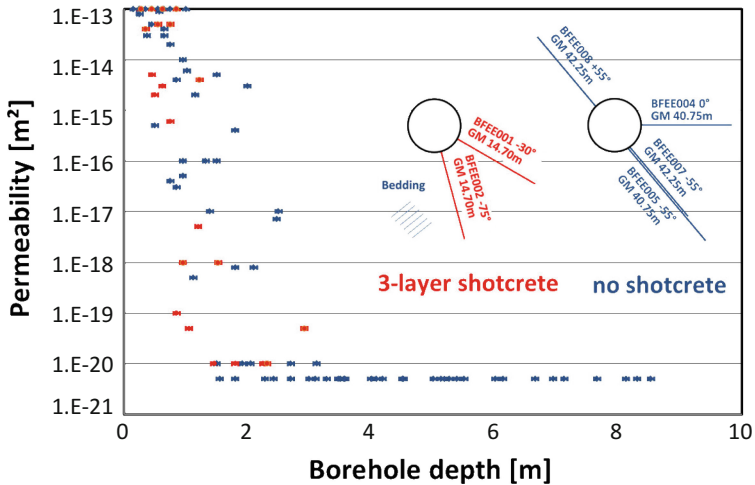 Permeability [m²]
1.E-13
1.E-14
1.E-15
1.E-16
1.E-17
1.E-18
1.E-19
1.E-20
1.E-21
BFEE001 -30°
GM 14.70m
BFEE002 -75°
GM 14.70m
Bedding
3-layer shotcrete
BFEE008 +55°
GM 42.25m
BFEE004 0°
GM 40.75m
BFEE007 -55°
GM 42.25m
BFEE005 -55°
GM 40.75m
no shotcrete
0 2 4 6 8 10
Borehole depth [m]